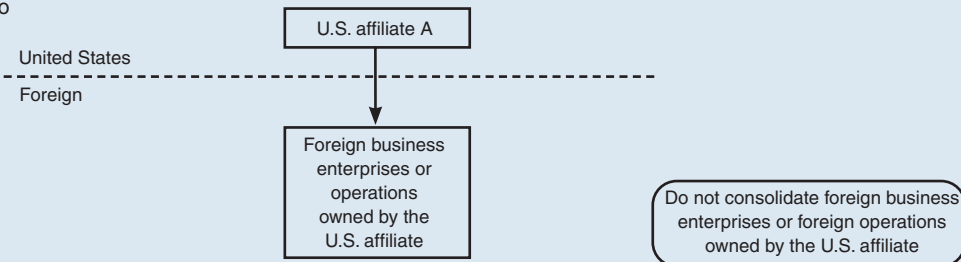 o
U.S. affiliate A
United States
Foreign
Foreign business
enterprises or
operations
owned by the
U.S. affiliate
Do not consolidate foreign business
enterprises or foreign operations
owned by the U.S. affiliate